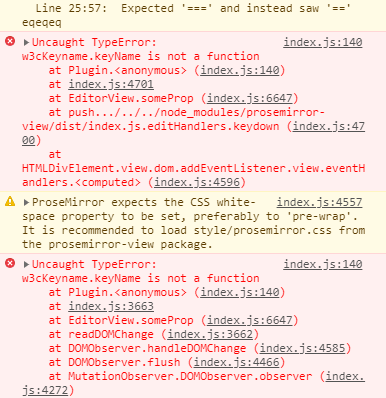 Line 25:57:  Expected '===' and instead saw '=='
eqeqeq
Uncaught TypeError: index.js:140
w3cKeyname.keyName is not a function
at Plugin.<anonymous> (index.js:140)
at index.js:4701
at EditorView.someProp (index.js:6647)
at push.../../../node_modules/prosemirror-
view/dist/index.js.editHandlers.keydown (index.js:47
00)
at
HTMLDivElement.view.dom.addEventListener.view.eventH
andlers.<computed> (index.js:4596)
ProseMirror expects the CSS white- index.js:4557
space property to be set, preferably to 'pre-wrap'.
It is recommended to load style/prosemirror.css from
the prosemirror-view package.
Uncaught TypeError: index.js:140
w3cKeyname.keyName is not a function
at Plugin.<anonymous> (index.js:140)
at index.js:3663
at EditorView.someProp (index.js:6647)
at readDOMChange (index.js:3662)
at DOMObserver.handleDOMChange (index.js:4585)
at DOMObserver.flush (index.js:4466)
at MutationObserver.DOMObserver.observer (index.
js:4272)